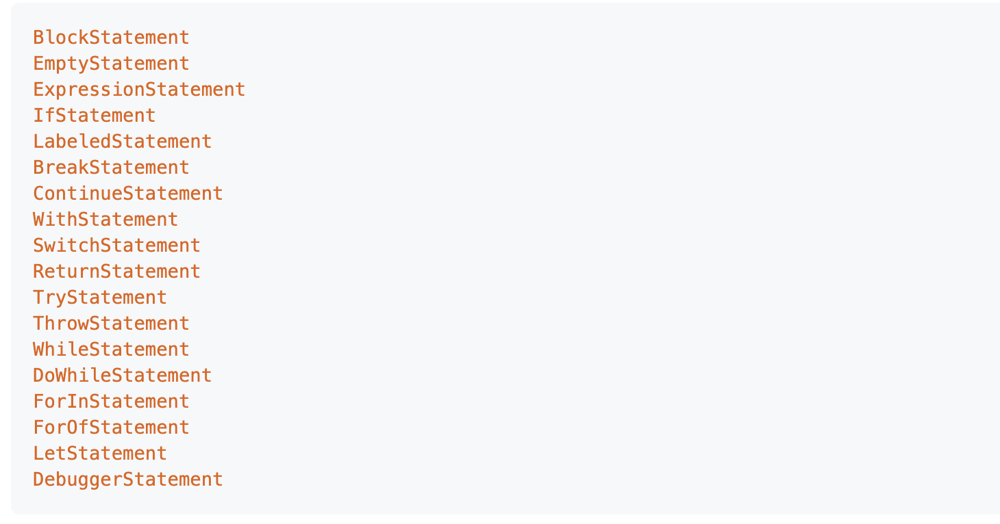 BlockStatement
EmptyStatement
ExpressionStatement
IfStatement
LabeledStatement
BreakStatement
ContinueStatement
WithStatement
SwitchStatement
ReturnStatement
TryStatement
ThrowStatement
WhileStatement
DoWhileStatement
ForInStatement
ForOfStatement
LetStatement
DebuggerStatement